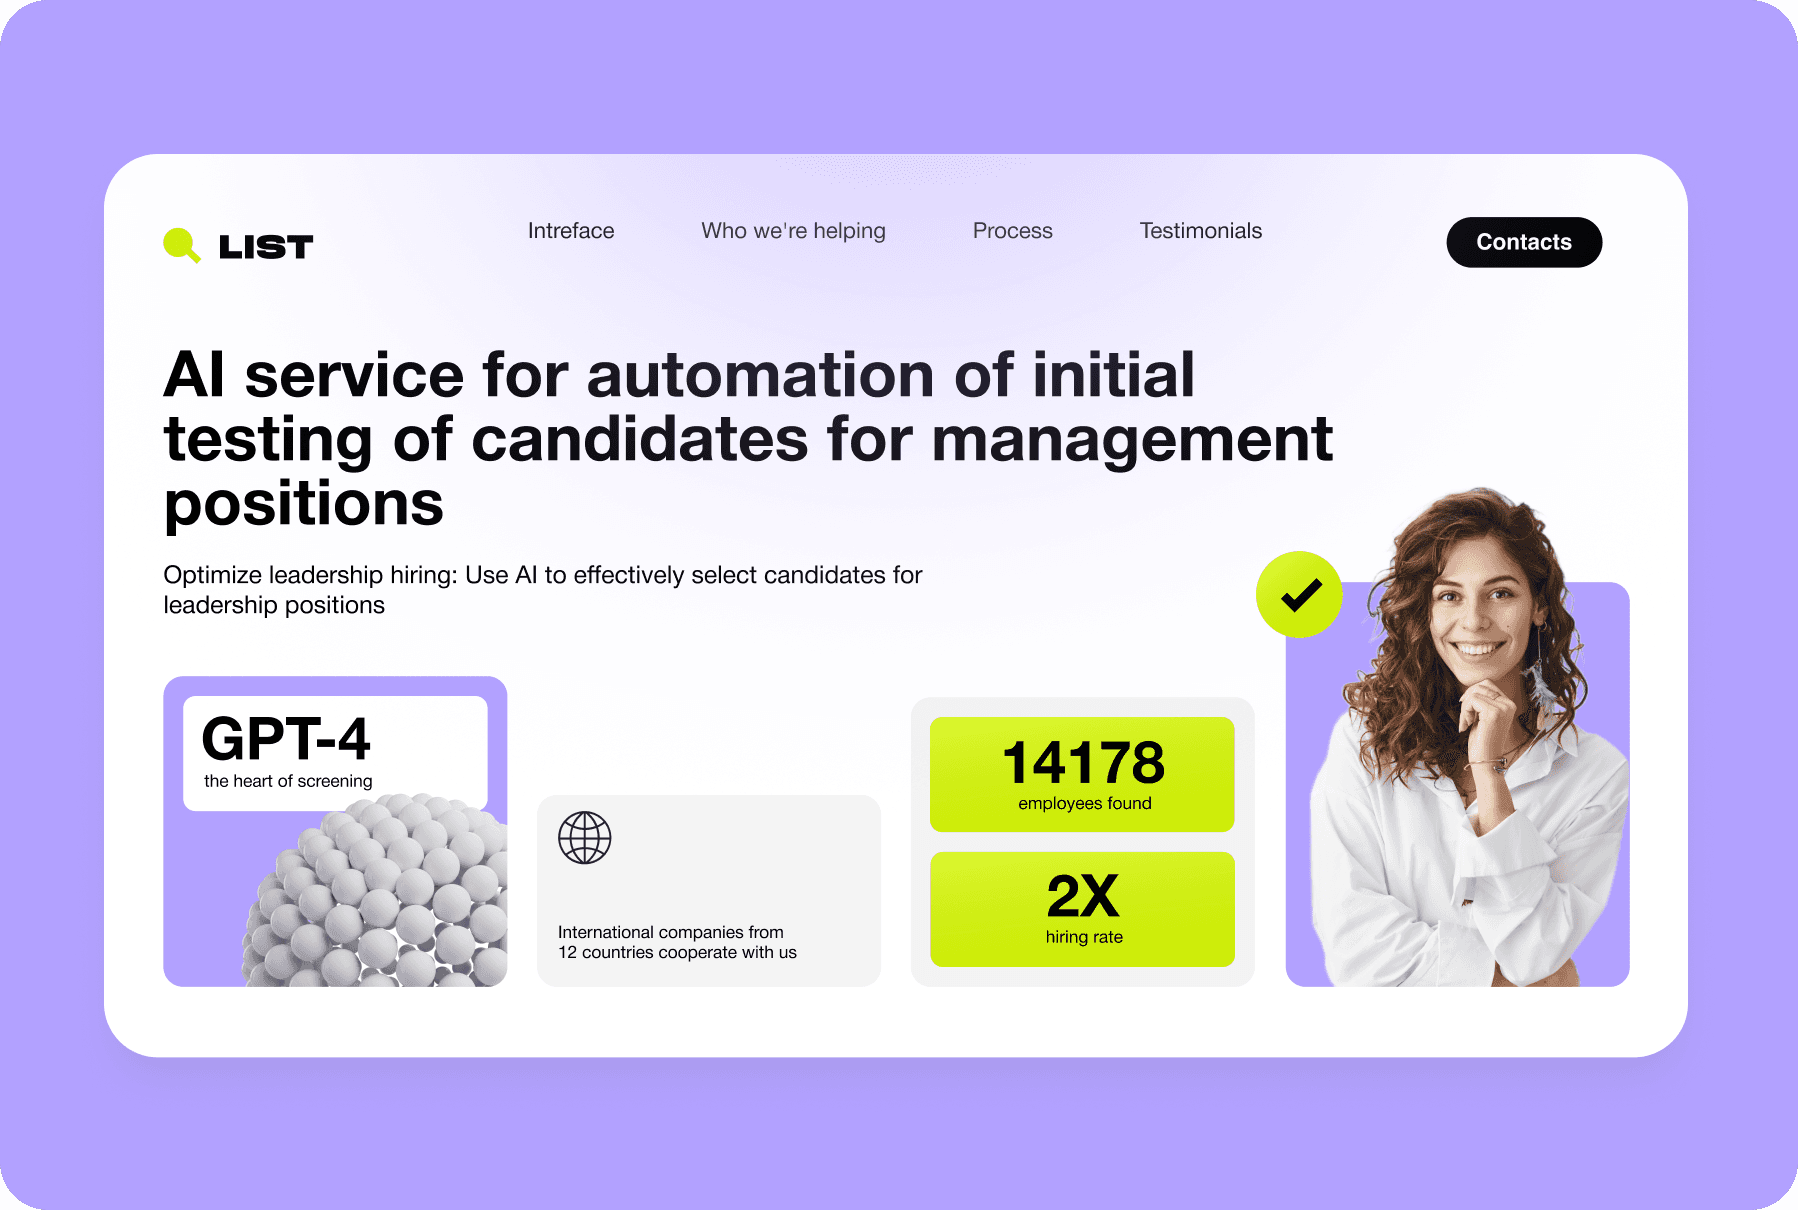 LIST
Intreface
Who we're helping
Process
Testimonials
Contacts
AI service for automation of initial
testing of candidates for management
positions
Optimize leadership hiring: Use AI to effectively select candidates for
leadership positions
GPT-4
the heart of screening
International companies from
12 countries cooperate with us
14178
employees found
2X
hiring rate